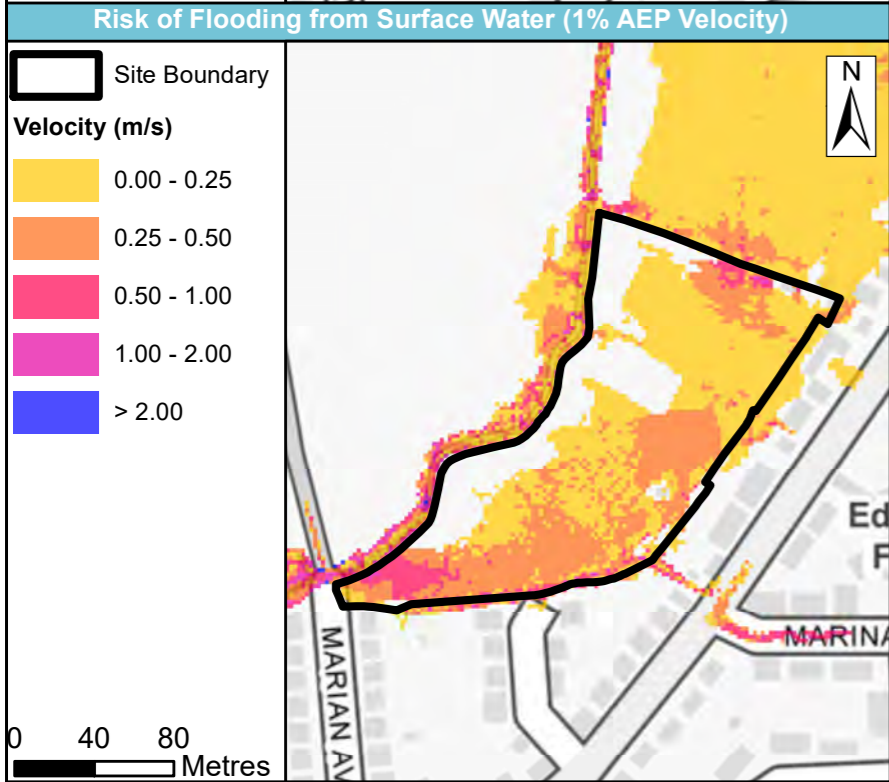 Risk of Flooding from Surface Water (1% AEP Velocity)
Site Boundary
Velocity (m/s)
0.00 - 0.25
0.25 - 0.50
0.50 - 1.00
1.00 - 2.00
> 2.00
0 40 80
Metres
N
Ed
F
MARINA
MARIAN AV